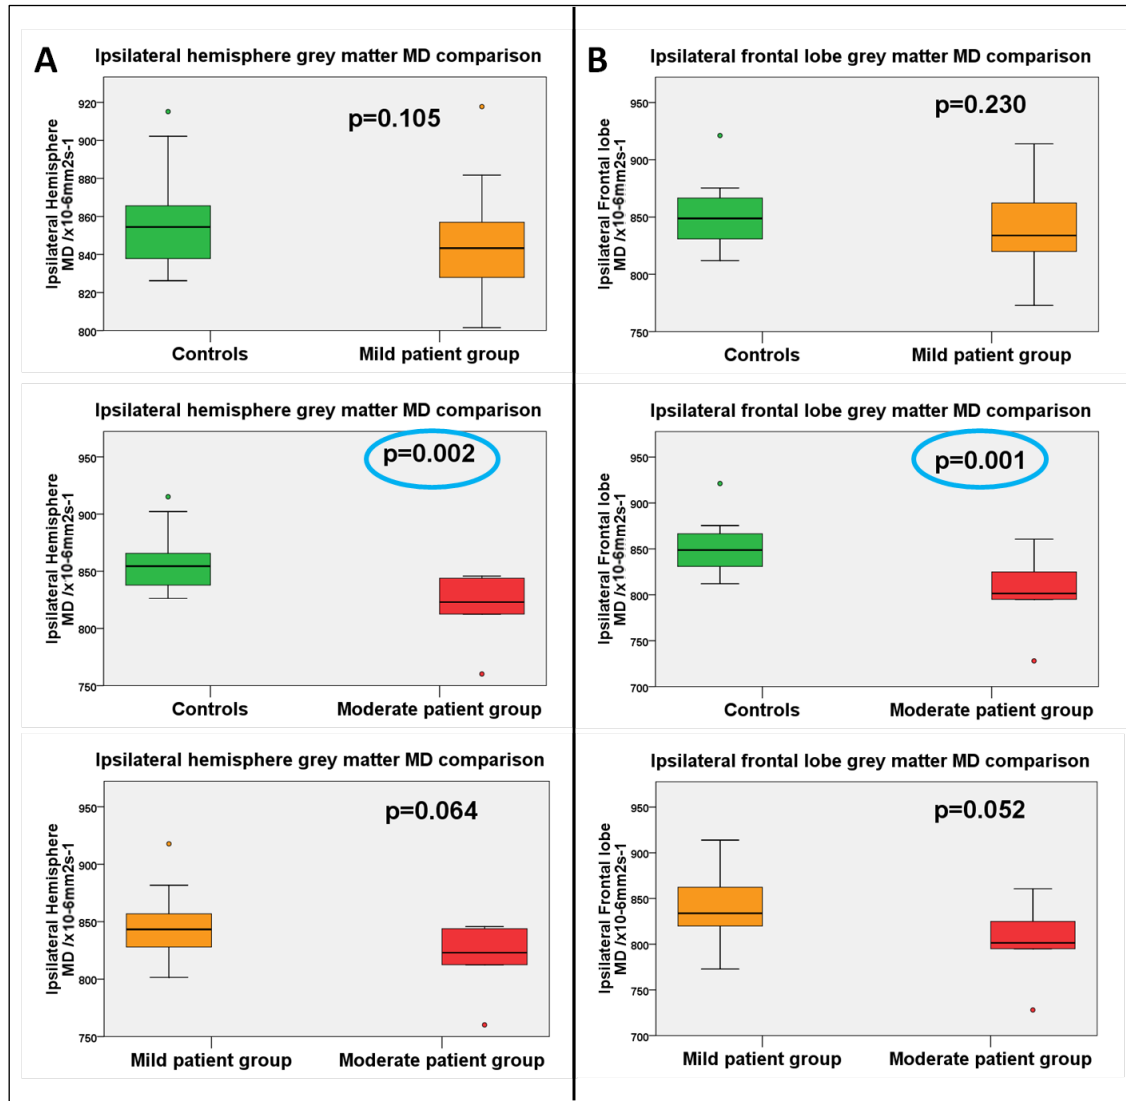 A
Ipsilateral hemisphere grey matter MD comparison
p=0.105
Ipsilateral Hemisphere
MD /x10-6mm2s-1
920
900
880
860
840
820
800
Controls
Mild patient group
B
Ipsilateral frontal lobe grey matter MD comparison
p=0.230
Ipsilateral Frontal lobe
MD /x10-6mm2s-1
950
900
850
800
750
Controls
Mild patient group
Ipsilateral hemisphere grey matter MD comparison
p=0.002
Ipsilateral Hemisphere
MD /x10-6mm2s-1
950
900
850
800
750
Controls
Moderate patient group
Ipsilateral frontal lobe grey matter MD comparison
p=0.001
Ipsilateral Frontal lobe
MD /x10-6mm2s-1
950
900
850
800
750
700
Controls
Moderate patient group
Ipsilateral hemisphere grey matter MD comparison
p=0.064
Ipsilateral Hemisphere
MD /x10-6mm2s-1
950
900
850
800
750
Mild patient group
Moderate patient group
Ipsilateral frontal lobe grey matter MD comparison
p=0.052
Ipsilateral Frontal lobe
MD /x10-6mm2s-1
950
900
850
800
750
700
Mild patient group
Moderate patient group